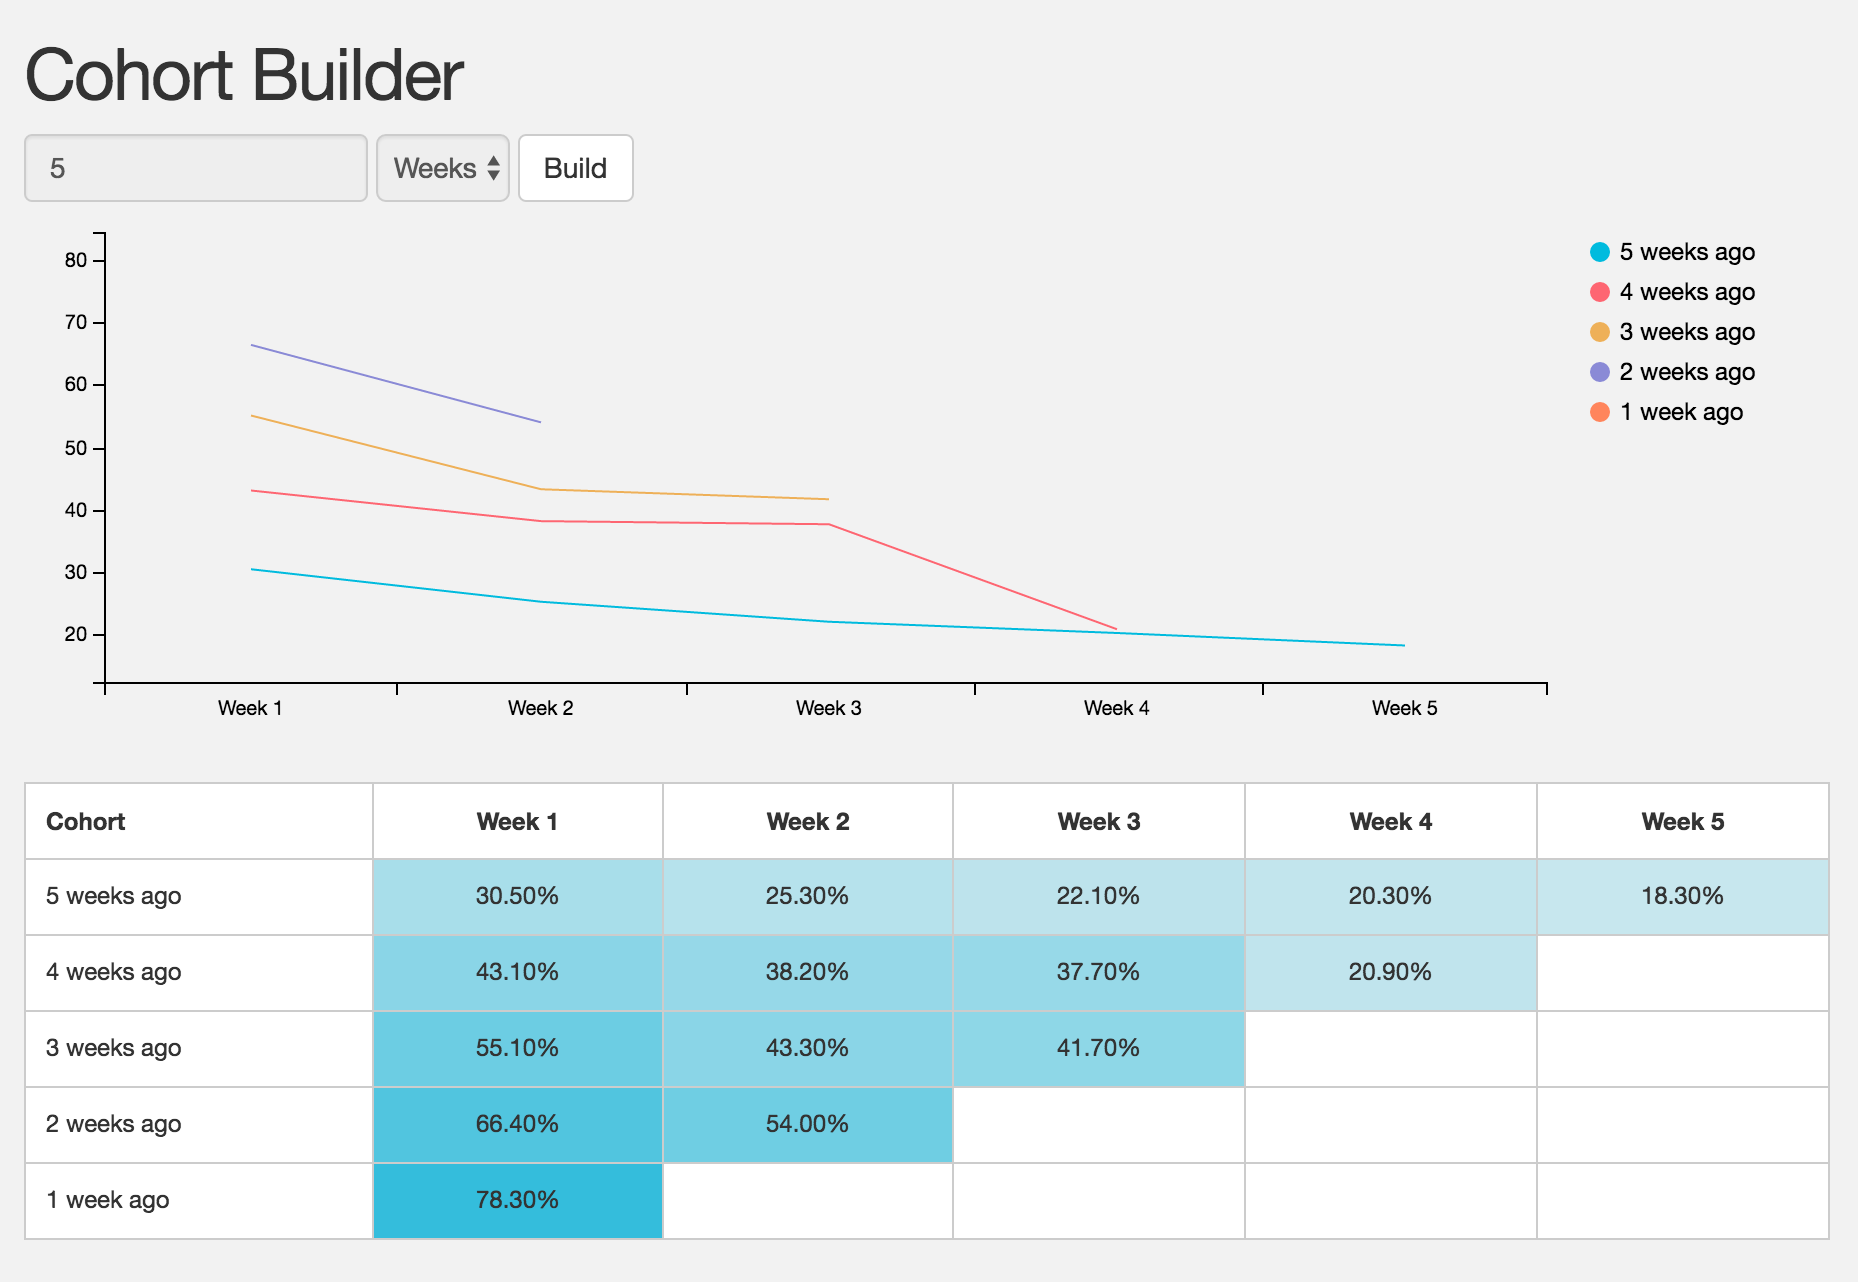 Cohort Builder
5 Weeks Build
80
70
60
50
40
30
20
Week 1 Week 2 Week 3 Week 4 Week 5
5 weeks ago
4 weeks ago
3 weeks ago
2 weeks ago
1 week ago
Cohort Week 1 Week 2 Week 3 Week 4 Week 5
5 weeks ago 30.50% 25.30% 22.10% 20.30% 18.30%
4 weeks ago 43.10% 38.20% 37.70% 20.90%
3 weeks ago 55.10% 43.30% 41.70%
2 weeks ago 66.40% 54.00%
1 week ago 78.30%